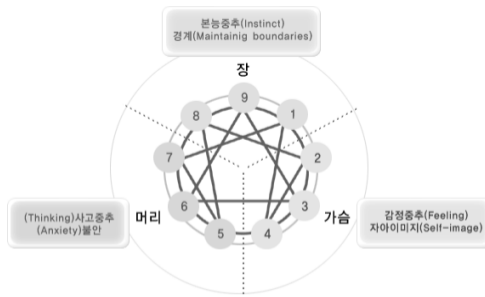 본능중추(Instinct)
경계(Maintainig boundaries)
장
9
8
1
7
2
6
3
5
4
머리
가슴
(Thinking)사고중추
(Anxiety)불안
감정중추(Feeling)
자아이미지(Self-image)